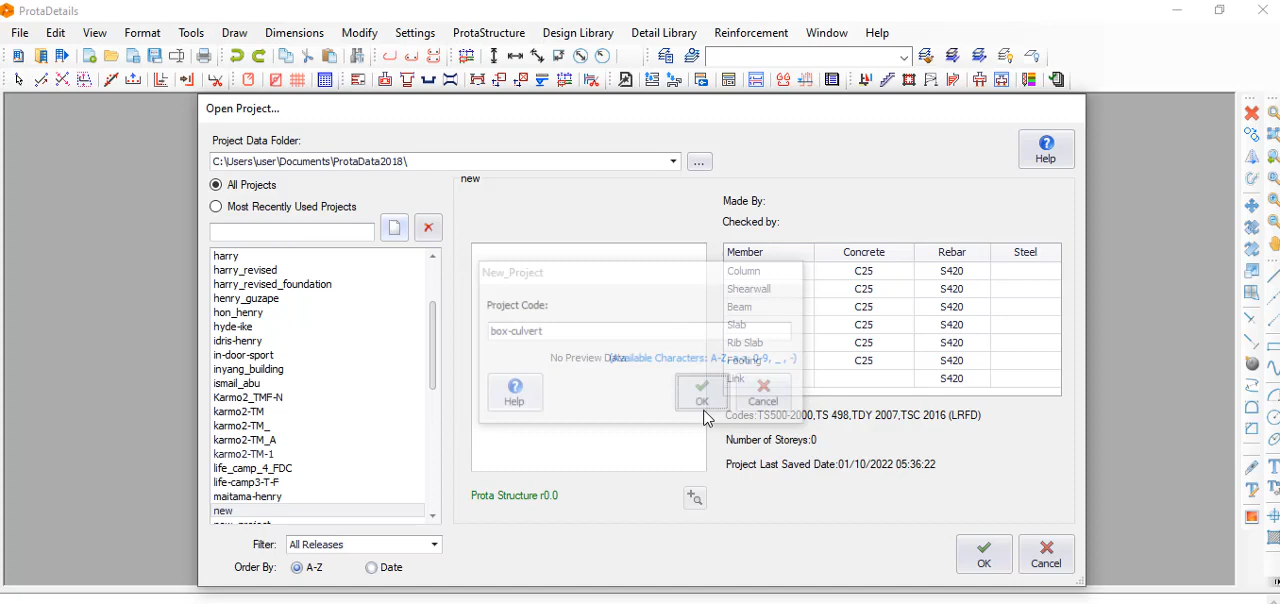 ProtaDetails
File Edit View Format Tools Draw Dimensions Modify Settings ProtaStructure Design Library Detail Library Reinforcement Window Help
Open Project...
Project Data Folder:
C:\Users\user\Documents\ProtaData2018\
...
Help
All Projects
Most Recently Used Projects
harry
harry_revised
harry_revised_foundation
henry_guzape
hon_henry
hyde-ike
idris-henry
in-door-sport
inyang_building
ismail_abu
Karmo2_TMF-N
karmo2-TM
karmo2-TM_
karmo2-TM_A
karmo2-TM-1
life_camp_4_FDC
life-camp3-T-F
maitama-henry
new
new_project
Filter: All Releases
Order By: A-Z Date
new
Made By:
Checked by:
Member Concrete Rebar Steel
Column C25 S420
Shearwall C25 S420
Beam C25 S420
Slab C25 S420
Rib Slab C25 S420
Footing C25 S420
Link S420
New_Project
Project Code:
box-culvert
No Preview Data
(Available Characters: A-Z, a-z, 0-9, _ , -)
Help
OK
Cancel
Codes:TS500-2000,TS 498,TDY 2007,TSC 2016 (LRFD)
Number of Storeys:0
Project Last Saved Date:01/10/2022 05:36:22
Prota Structure r0.0
OK
Cancel